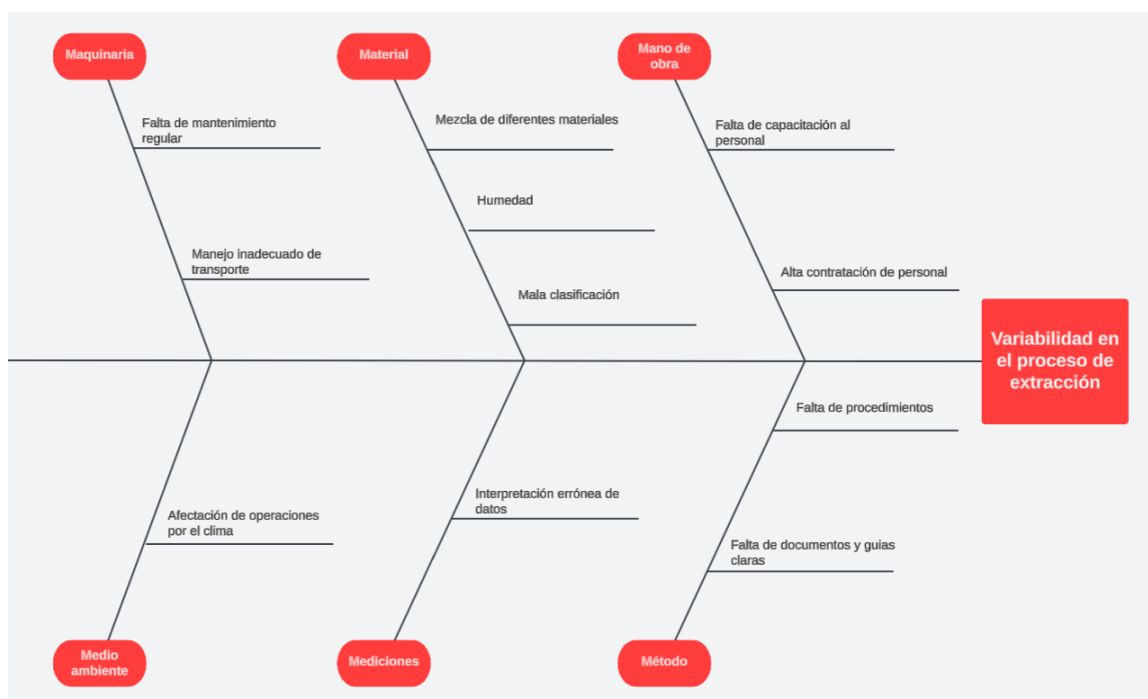 Maquinaria
Material
Mano de
obra
Falta de mantenimiento
regular
Mezcla de diferentes materiales
Falta de capacitación al
personal
Humedad
Manejo inadecuado de
transporte
Mala clasificación
Alta contratación de personal
Variabilidad en
el proceso de
extracción
Falta de procedimientos
Interpretación errónea de
datos
Afectación de operaciones
por el clima
Falta de documentos y guias
claras
Medio
ambiente
Mediciones
Método